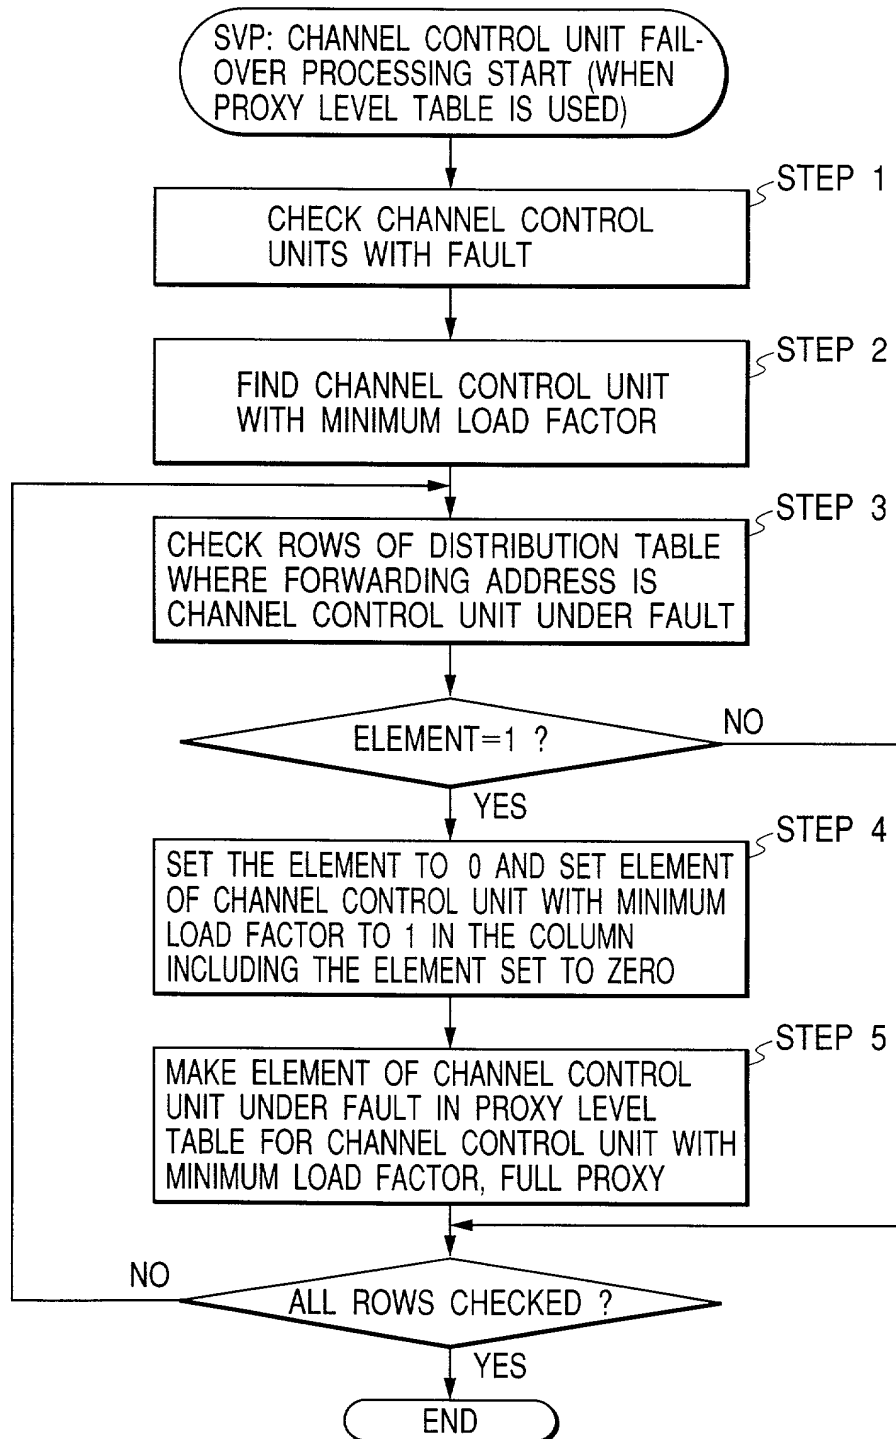 SVP: CHANNEL CONTROL UNIT FAIL-
OVER PROCESSING START (WHEN
PROXY LEVEL TABLE IS USED)
STEP 1
CHECK CHANNEL CONTROL
UNITS WITH FAULT
STEP 2
FIND CHANNEL CONTROL UNIT
WITH MINIMUM LOAD FACTOR
STEP 3
CHECK ROWS OF DISTRIBUTION TABLE
WHERE FORWARDING ADDRESS IS
CHANNEL CONTROL UNIT UNDER FAULT
ELEMENT=1 ?
NO
YES
STEP 4
SET THE ELEMENT TO 0 AND SET ELEMENT
OF CHANNEL CONTROL UNIT WITH MINIMUM
LOAD FACTOR TO 1 IN THE COLUMN
INCLUDING THE ELEMENT SET TO ZERO
STEP 5
MAKE ELEMENT OF CHANNEL CONTROL
UNIT UNDER FAULT IN PROXY LEVEL
TABLE FOR CHANNEL CONTROL UNIT WITH
MINIMUM LOAD FACTOR, FULL PROXY
NO
ALL ROWS CHECKED ?
YES
END